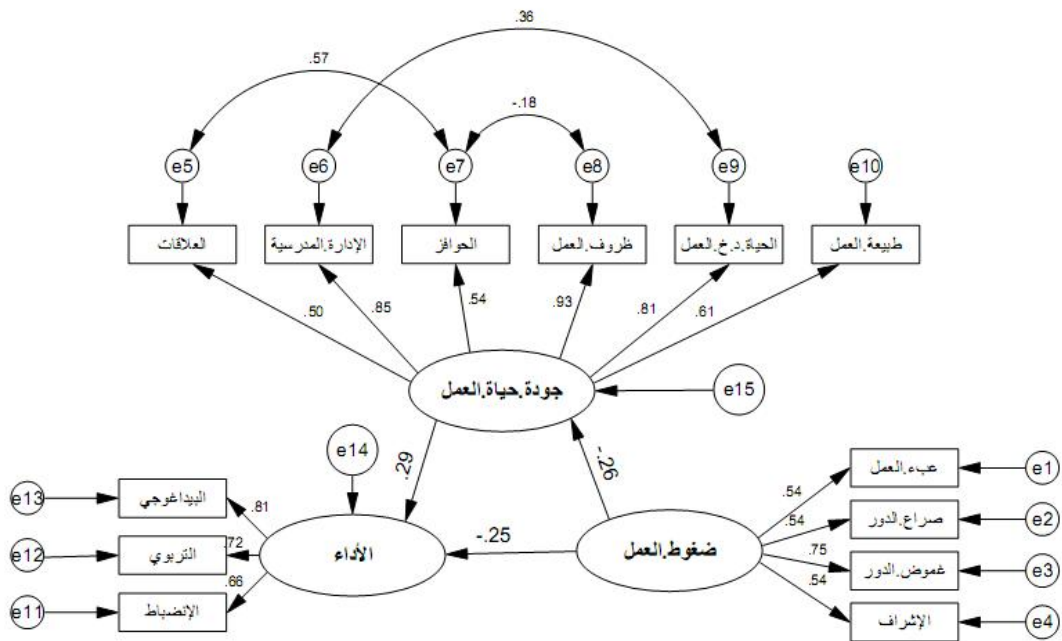 .36
.57
-.18
e5
e6
e7
e8
e9
e10
العلاقات
الإدارة.المدرسية
الحوافز
ظروف.العمل
الحياة.د.خ.العمل
طبيعة.العمل
.50
.85
.54
.93
.81
.61
جودة.حياة.العمل
e15
e14
.29
-.26
e13
البيداغوجي
.81
e12
التربوي
.72
e11
الإنضباط
.66
الأداء
-.25
ضغوط.العمل
.54
عبء.العمل
e1
.54
صراع.الدور
e2
.75
غموض.الدور
e3
.54
الإشراف
e4